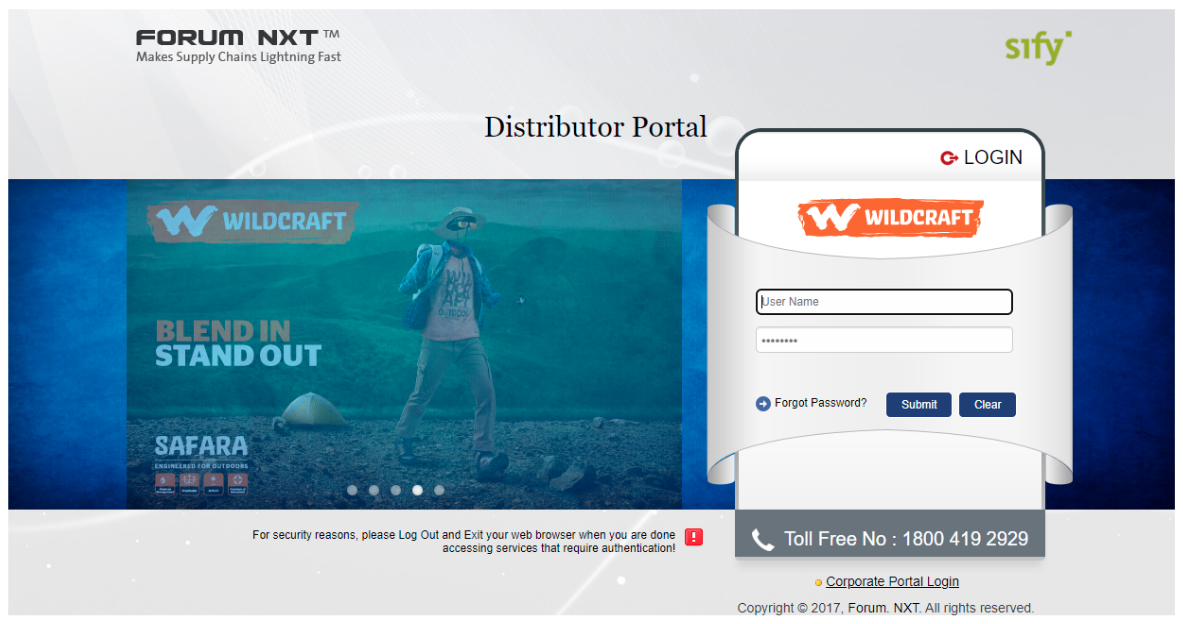 FORUM NXT TM
Makes Supply Chains Lightning Fast
sify
Distributor Portal
LOGIN
WILDCRAFT
WILDCRAFT
User Name
••••••••
BLEND IN
STAND OUT
Forgot Password?
Submit
Clear
SAFARA
ENGINEERED FOR OUTDOORS
For security reasons, please Log Out and Exit your web browser when you are done
accessing services that require authentication!
Toll Free No : 1800 419 2929
Corporate Portal Login
Copyright © 2017, Forum. NXT. All rights reserved.